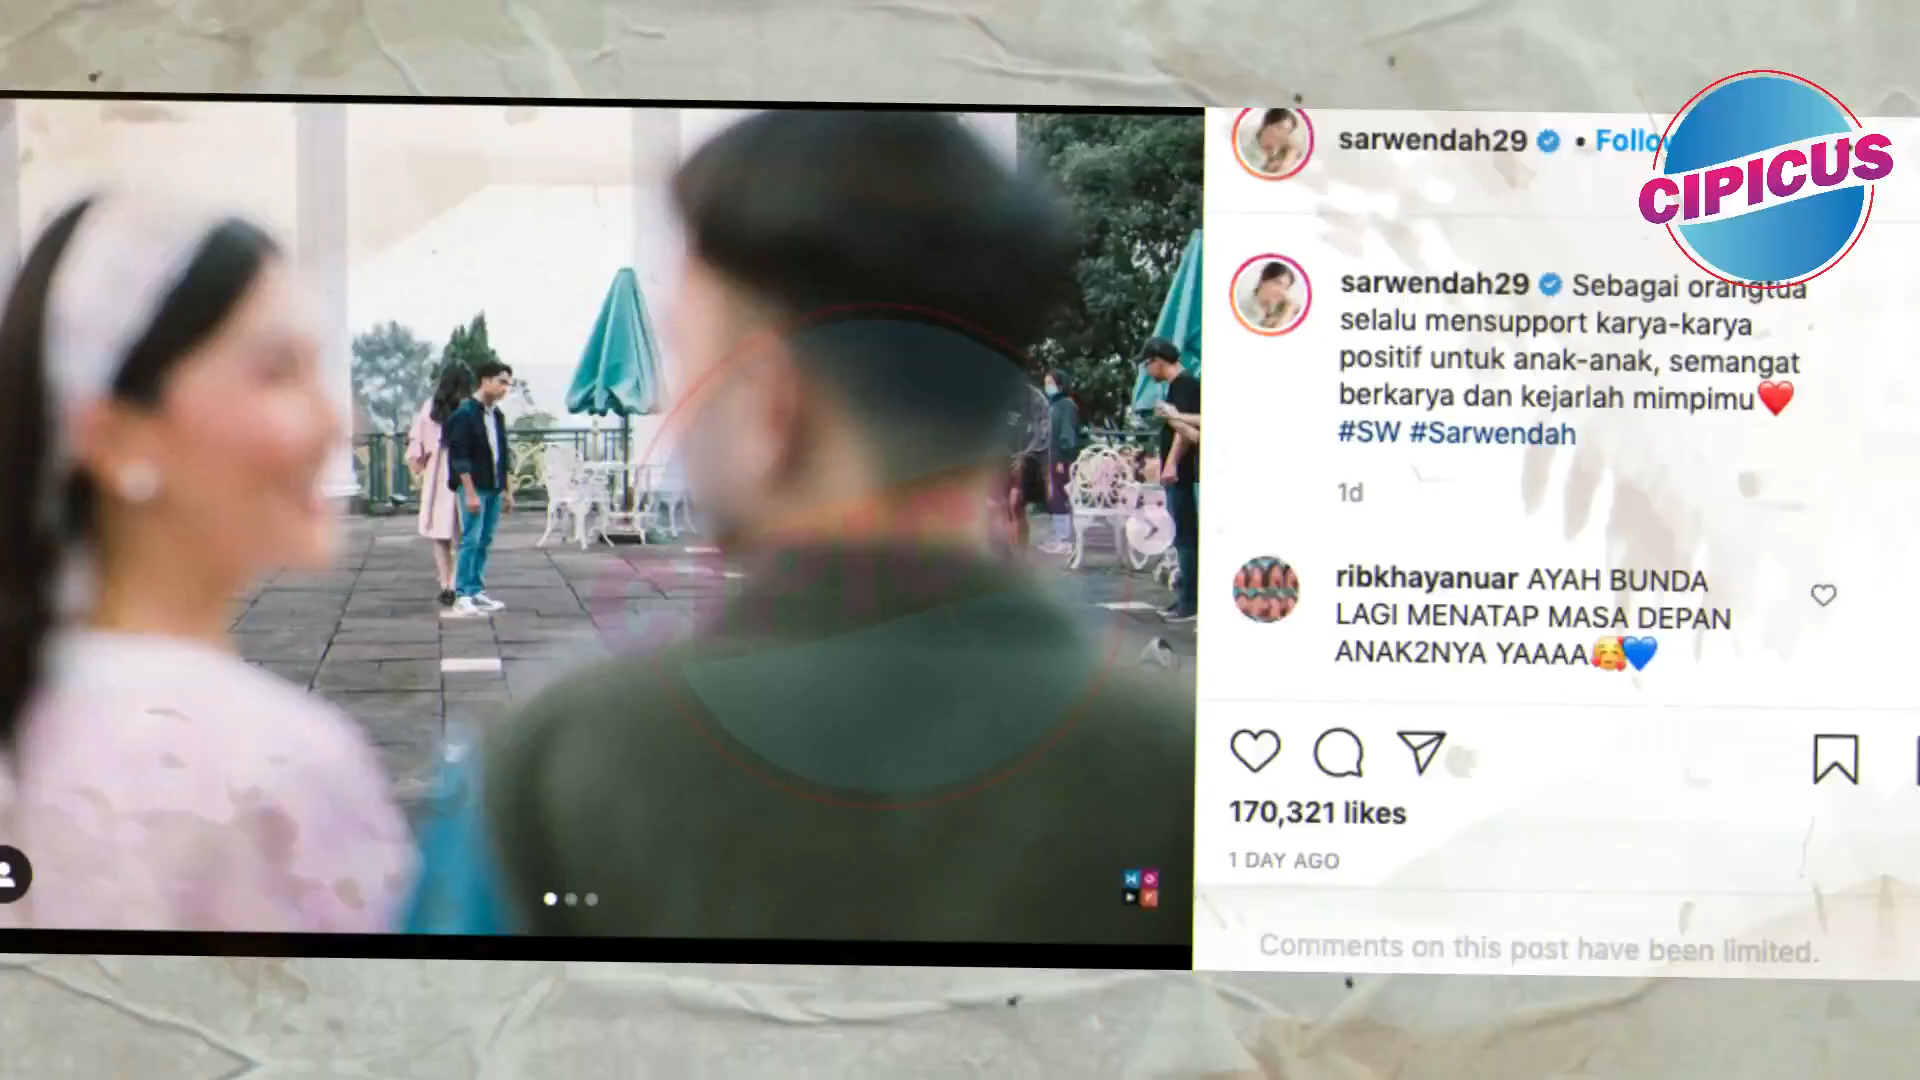 sarwendah29 • Follow
CIPICUS
sarwendah29 Sebagai orangtua
selalu mensupport karya-karya
positif untuk anak-anak, semangat
berkarya dan kejarlah mimpimu❤️
#SW #Sarwendah
1d
ribkhayanuar AYAH BUNDA
LAGI MENATAP MASA DEPAN
ANAK2NYA YAAAA🥰💙
170,321 likes
1 DAY AGO
Comments on this post have been limited.
CIPICUS